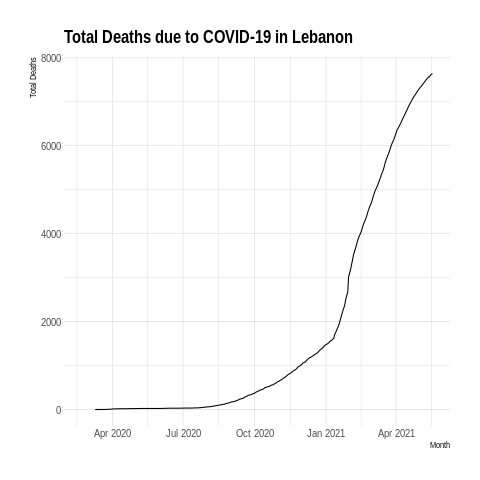 Total Deaths due to COVID-19 in Lebanon
Total Deaths
8000
6000
4000
2000
0
Apr 2020 Jul 2020 Oct 2020 Jan 2021 Apr 2021
Month